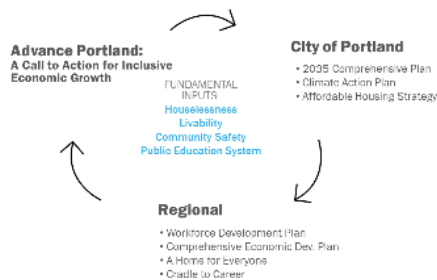 Advance Portland:
A Call to Action for Inclusive
Economic Growth
FUNDAMENTAL
INPUTS
Houselessness
Livability
Community Safety
Public Education System
City of Portland
• 2035 Comprehensive Plan
• Climate Action Plan
• Affordable Housing Strategy
Regional
• Workforce Development Plan
• Comprehensive Economic Dev. Plan
• A Home for Everyone
• Cradle to Career